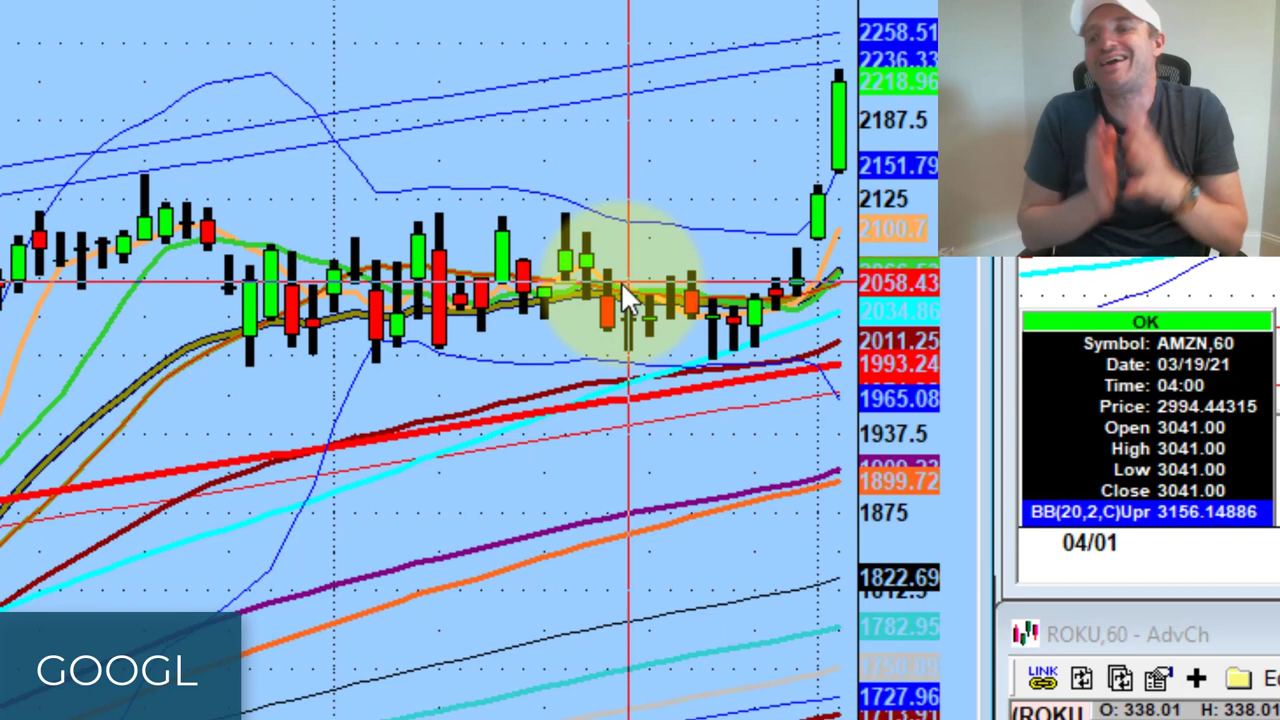 2258.51
2236.33
2218.96
2187.5
2151.79
2125
2100.7
2058.43
2034.86
2011.25
1993.24
1965.08
1937.5
1899.72
1875
1822.69
1782.95
1727.96
GOOGL
OK
Symbol: AMZN,60
Date: 03/19/21
Time: 04:00
Price: 2994.44315
Open 3041.00
High 3041.00
Low 3041.00
Close 3041.00
BB(20,2,C)Upr 3156.14886
04/01
ROKU,60 - AdvCh
LINK
(ROKU O: 338.01 H: 338.01